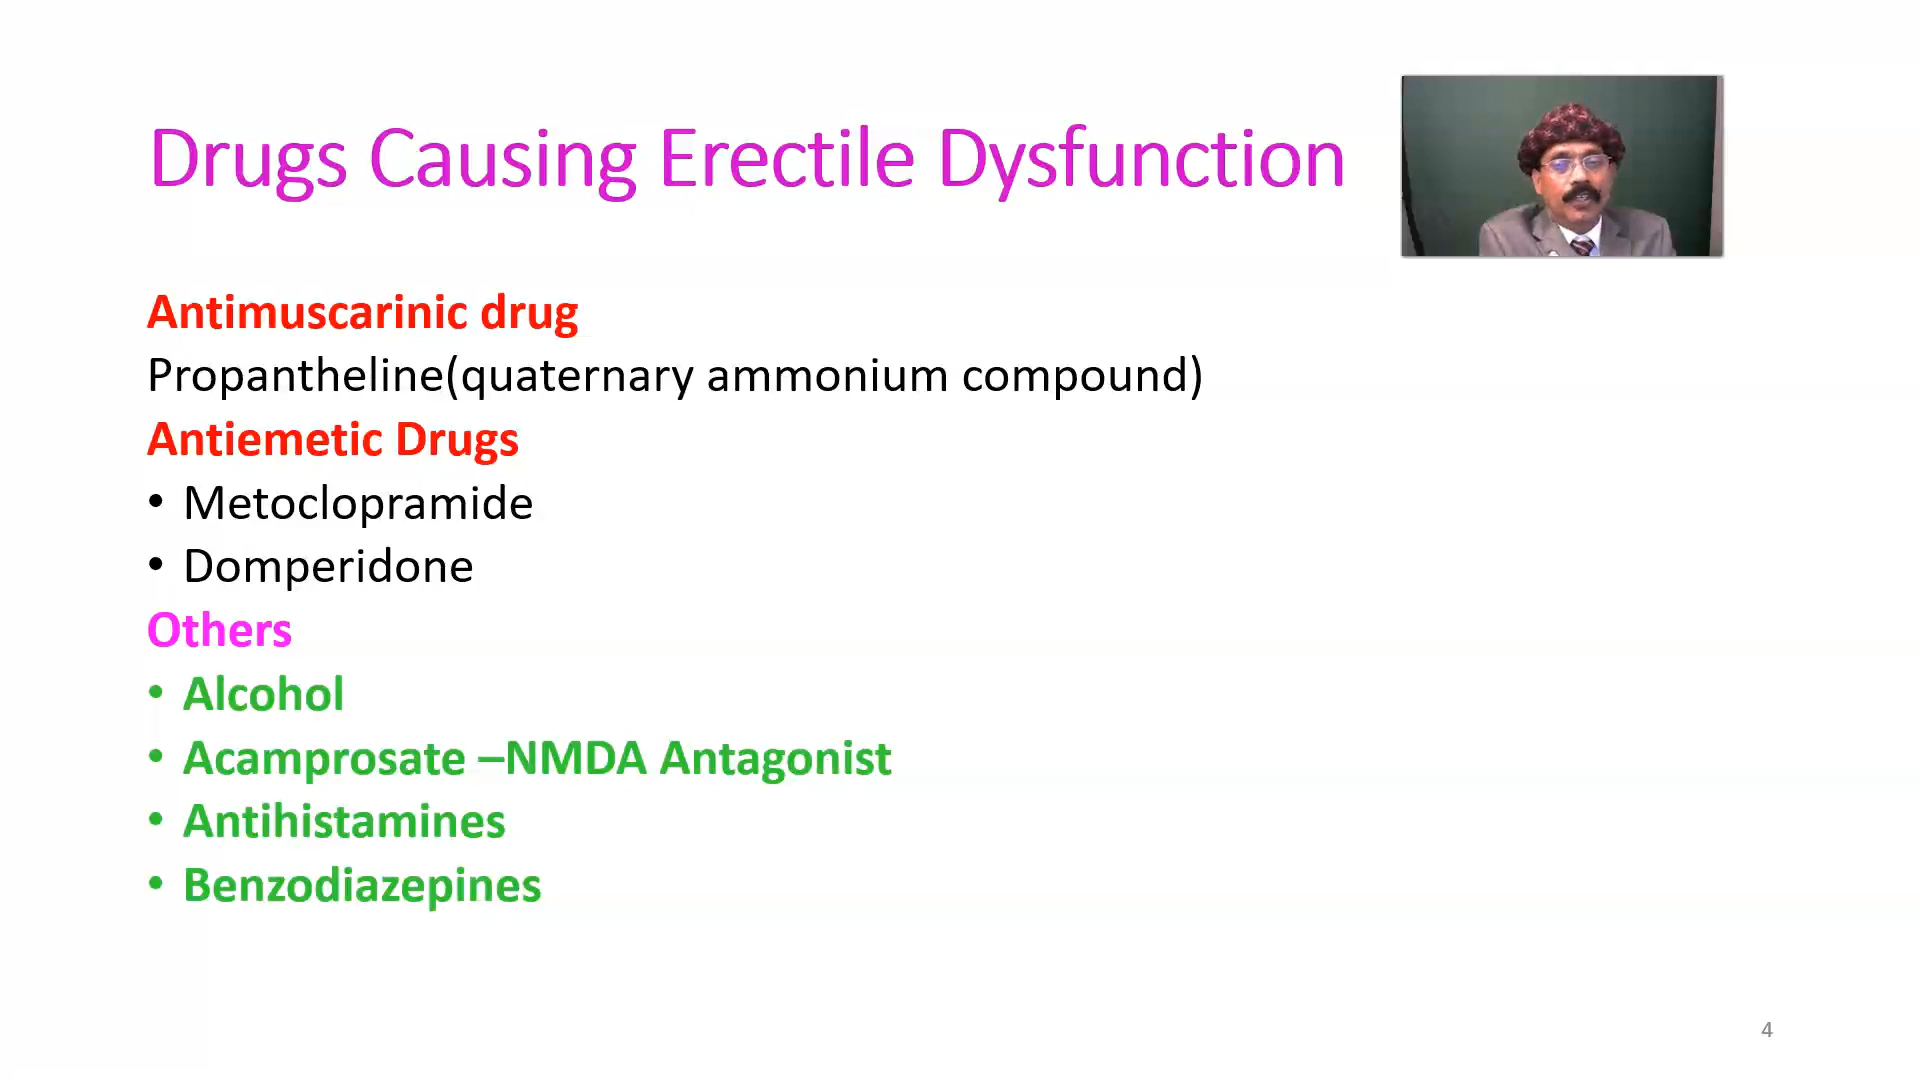 Drugs Causing Erectile Dysfunction
Antimuscarinic drug
Propantheline(quaternary ammonium compound)
Antiemetic Drugs
• Metoclopramide
• Domperidone
Others
• Alcohol
• Acamprosate –NMDA Antagonist
• Antihistamines
• Benzodiazepines
4